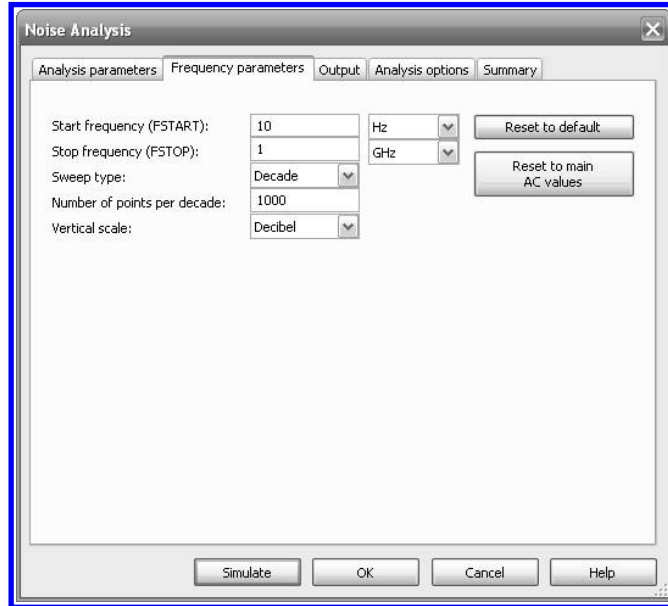 Noise Analysis
Analysis parameters Frequency parameters Output Analysis options Summary
Start frequency (FSTART): 10 Hz Reset to default
Stop frequency (FSTOP): 1 GHz
Reset to main
AC values
Sweep type: Decade
Number of points per decade: 1000
Vertical scale: Decibel
Simulate OK Cancel Help